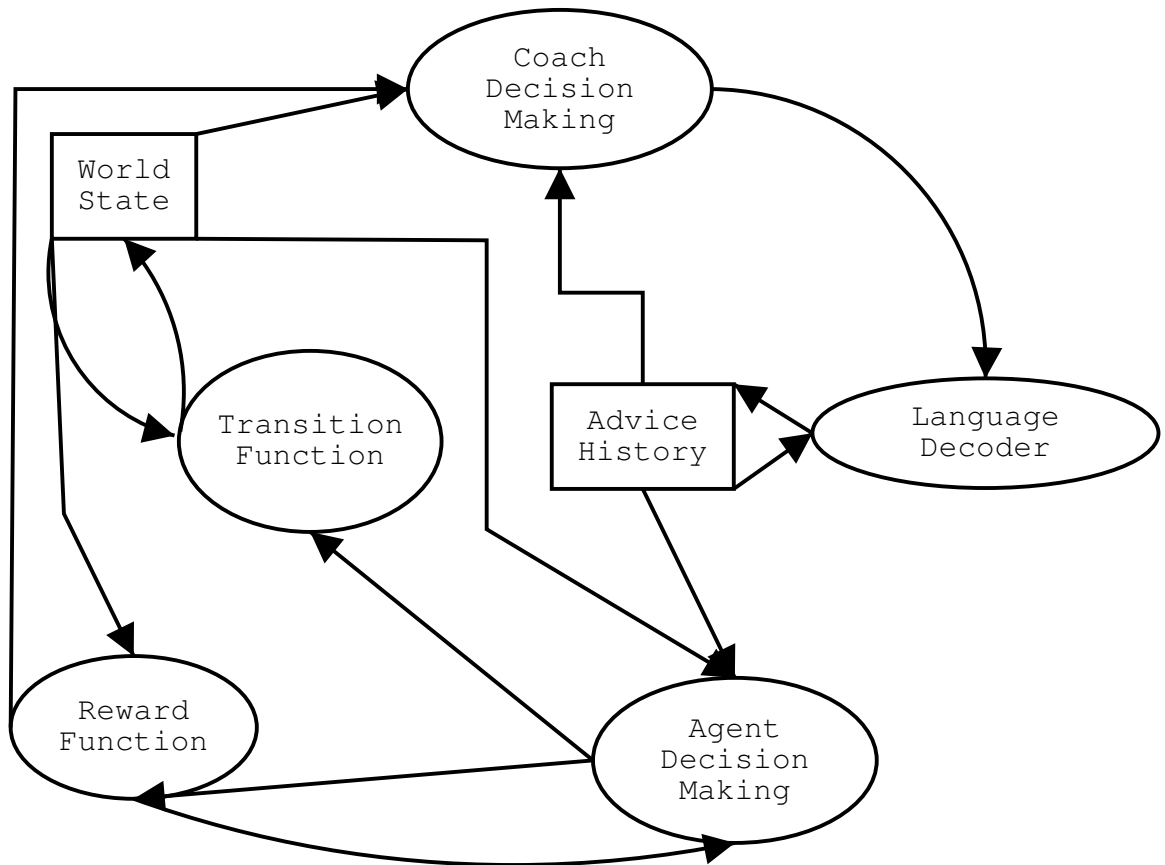 Coach
Decision
Making
World
State
Transition
Function
Advice
History
Language
Decoder
Reward
Function
Agent
Decision
Making